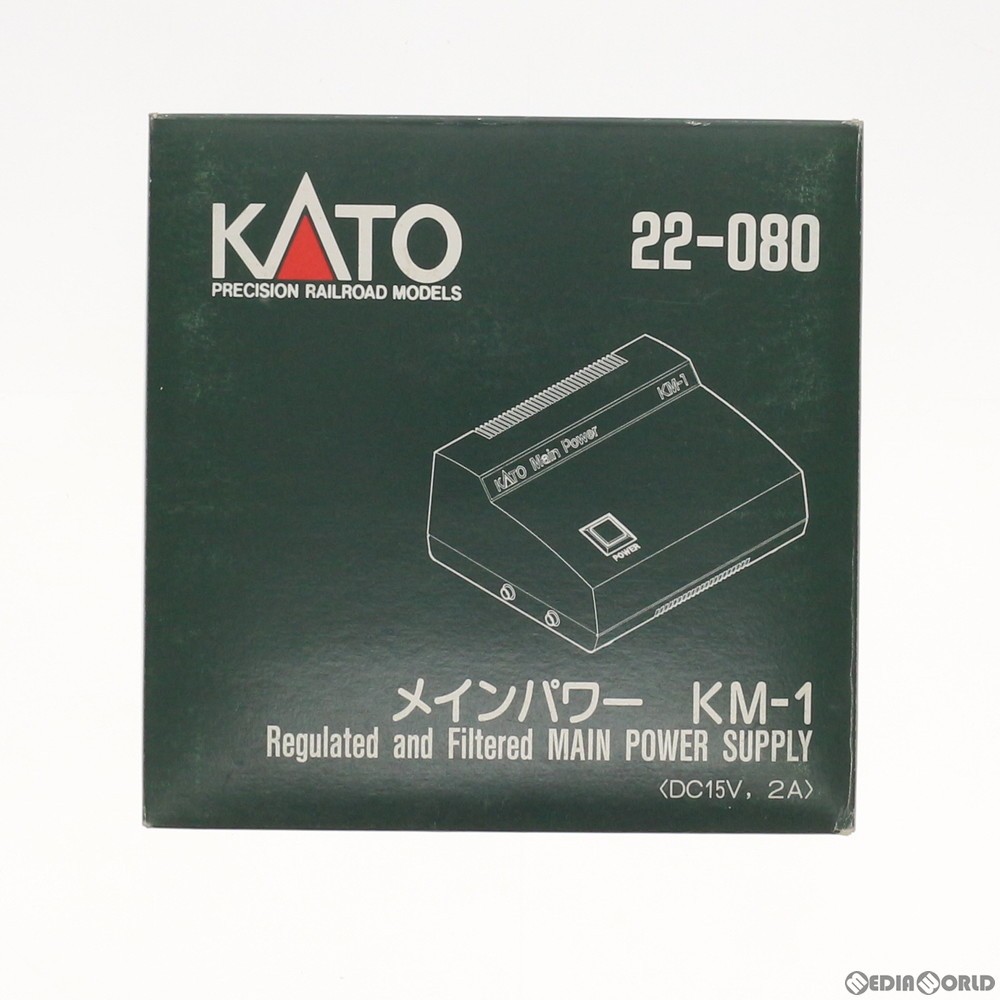 KATO
PRECISION RAILROAD MODELS
22-080
KM-1
KATO Main Power
POWER
メインパワー KM-1
Regulated and Filtered MAIN POWER SUPPLY
〈DC15V, 2A〉
MEDIAWORLD